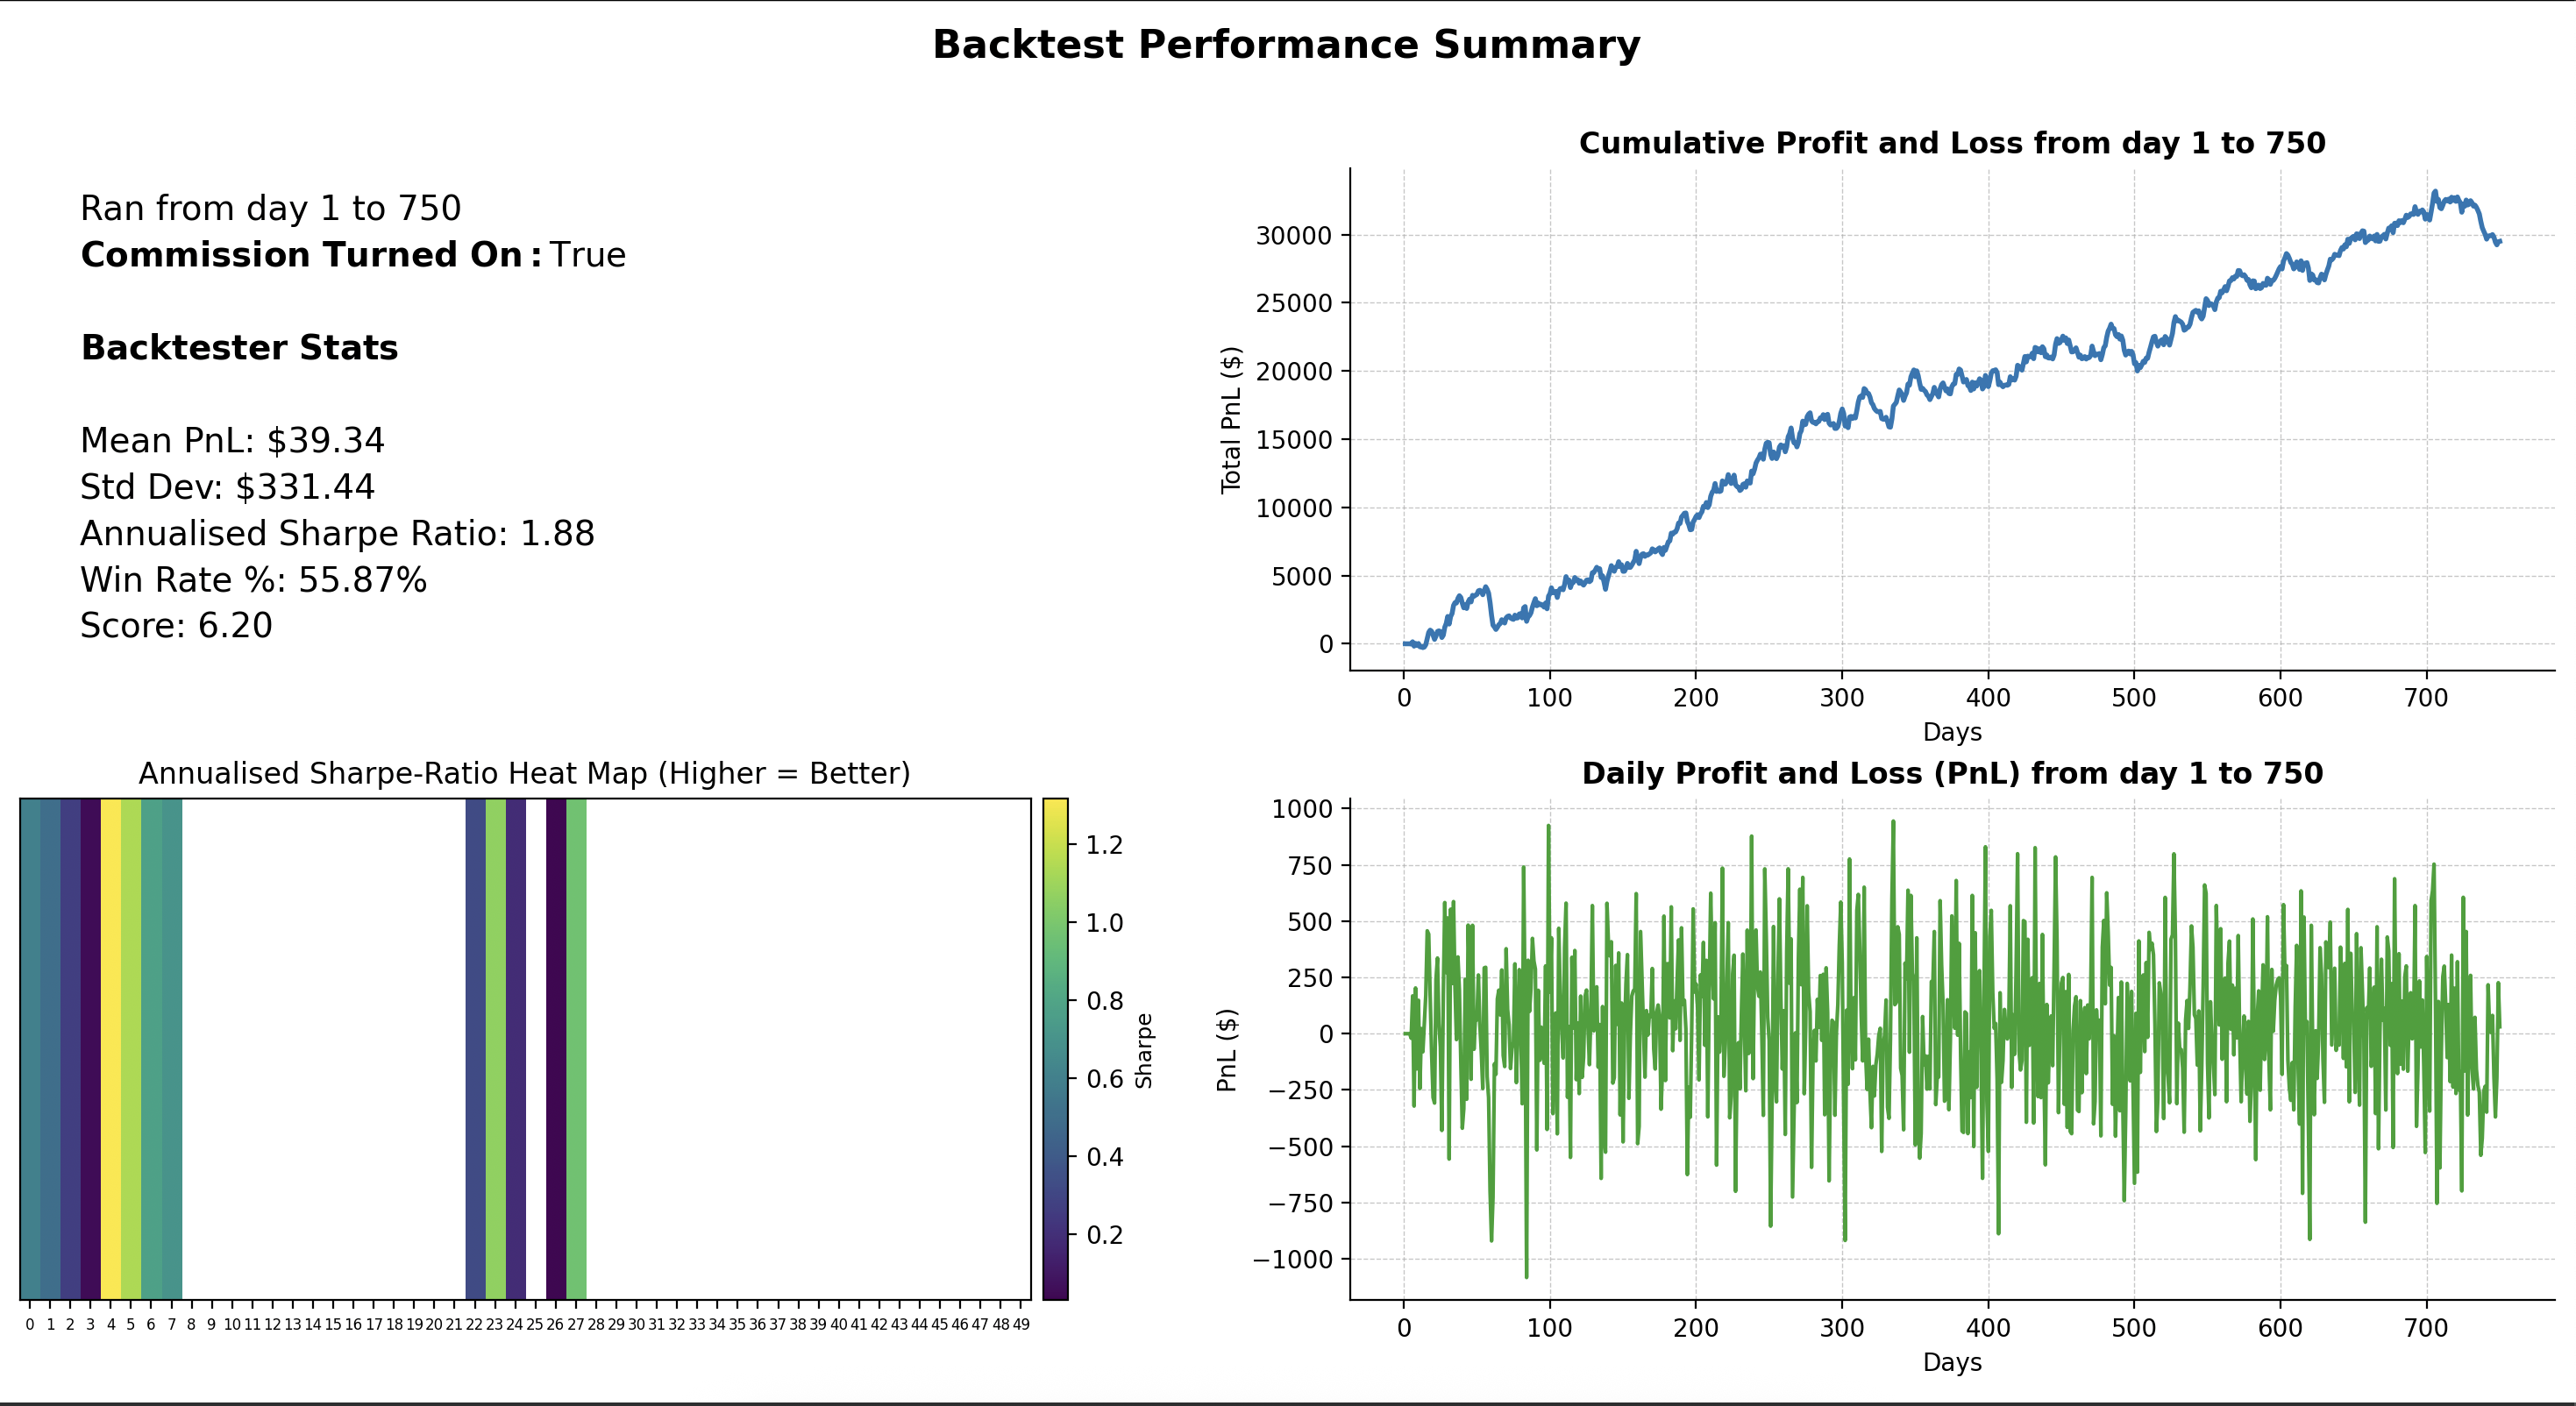 Backtest Performance Summary
Ran from day 1 to 750
Commission Turned On: True
Backtester Stats
Mean PnL: $39.34
Std Dev: $331.44
Annualised Sharpe Ratio: 1.88
Win Rate %: 55.87%
Score: 6.20
Cumulative Profit and Loss from day 1 to 750
Total PnL ($)
30000
25000
20000
15000
10000
5000
0
0 100 200 300 400 500 600 700
Days
Annualised Sharpe-Ratio Heat Map (Higher = Better)
1.2
1.0
0.8
0.6
0.4
0.2
Sharpe
0 1 2 3 4 5 6 7 8 9 10 11 12 13 14 15 16 17 18 19 20 21 22 23 24 25 26 27 28 29 30 31 32 33 34 35 36 37 38 39 40 41 42 43 44 45 46 47 48 49
Daily Profit and Loss (PnL) from day 1 to 750
PnL ($)
1000
750
500
250
0
−250
−500
−750
−1000
0 100 200 300 400 500 600 700
Days